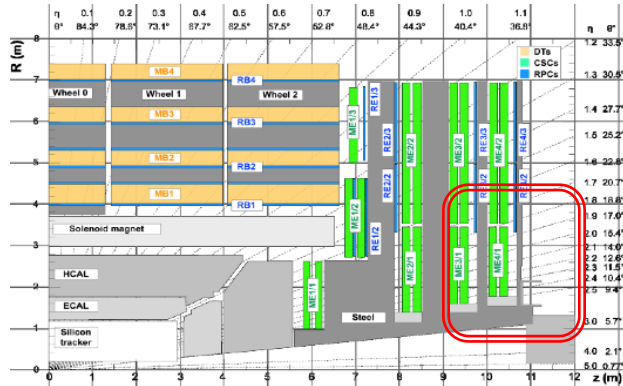 η 0.1 0.2 0.3 0.4 0.5 0.6 0.7 0.8 0.9 1.0 1.1
θ° 84.3° 78.6° 73.1° 67.7° 62.5° 57.5° 52.8° 48.4° 44.3° 40.4° 36.8°
η θ°
R (m)
8 7 6 5 4 3 2 1 0
DTs
CSCs
RPCs
MB4
RB4
Wheel 0 Wheel 1 Wheel 2
MB3
RB3
MB2
RB2
MB1
RB1
Solenoid magnet
HCAL
ECAL
Silicon
tracker
Steel
ME1/3
RE1/3
RE2/3
ME2/2
ME3/2
RE3/3
ME4/2
RE4/3
ME1/2
RE1/2
RE2/2
ME1/1
ME2/1
ME3/1
ME4/1
1.2 33.5°
1.3 30.5°
1.4 27.7°
1.5 25.2°
1.6 22.8°
1.7 20.7°
1.8 18.8°
1.9 17.0°
2.0 15.4°
2.1 14.0°
2.2 12.6°
2.3 11.5°
2.4 10.4°
2.5 9.4°
3.0 5.7°
4.0 2.1°
5.0 0.77°
0 1 2 3 4 5 6 7 8 9 10 11 12
z (m)